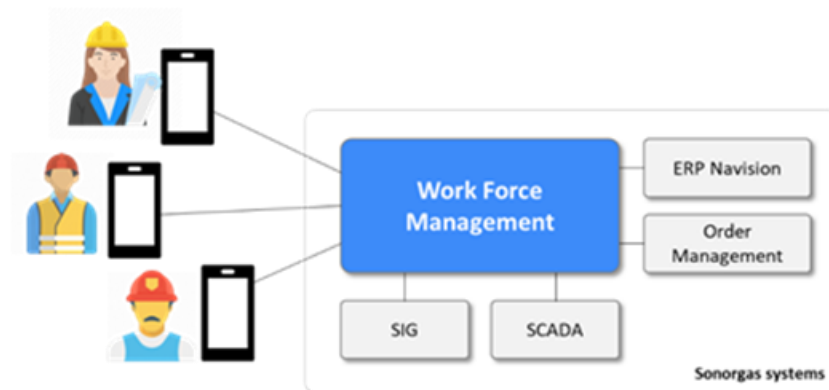 Work Force
Management
ERP Navision
Order
Management
SIG
SCADA
Sonorgas systems